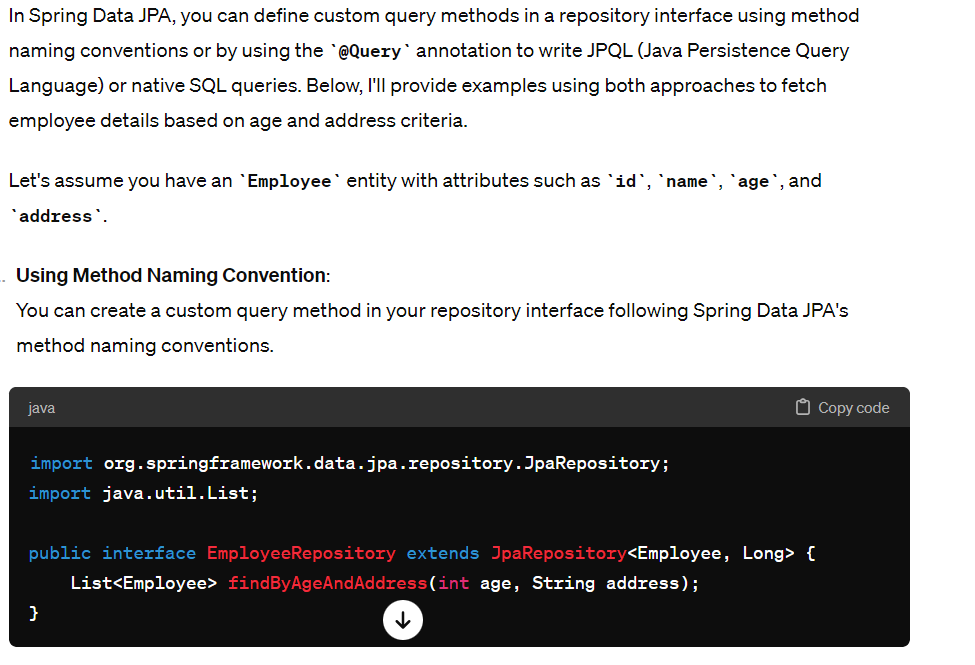 In Spring Data JPA, you can define custom query methods in a repository interface using method
naming conventions or by using the `@Query` annotation to write JPQL (Java Persistence Query
Language) or native SQL queries. Below, I'll provide examples using both approaches to fetch
employee details based on age and address criteria.
Let's assume you have an `Employee` entity with attributes such as `id`, `name`, `age`, and
`address`.
Using Method Naming Convention:
You can create a custom query method in your repository interface following Spring Data JPA's
method naming conventions.
java
Copy code
import org.springframework.data.jpa.repository.JpaRepository;
import java.util.List;
public interface EmployeeRepository extends JpaRepository<Employee, Long> {
    List<Employee> findByAgeAndAddress(int age, String address);
}